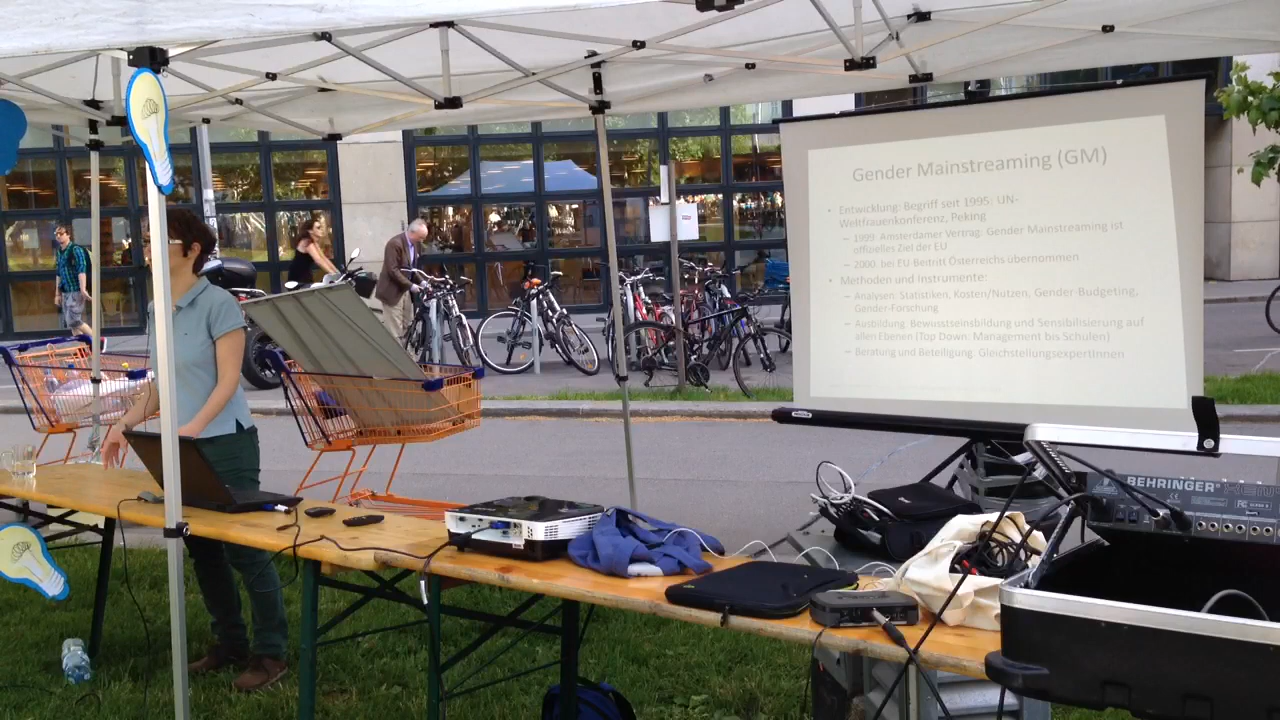 Gender Mainstreaming (GM)
• Entwicklung: Begriff seit 1995: UN-
Weltfrauenkonferenz, Peking
– 1999: Amsterdamer Vertrag: Gender Mainstreaming ist
offizielles Ziel der EU
– 2000: bei EU Beitritt Österreichs übernommen
• Methoden und Instrumente:
– Analysen: Statistiken, Kosten/Nutzen, Gender-Budgeting,
Gender-Forschung
– Ausbildung: Bewusstseinsbildung und Sensibilisierung auf
allen Ebenen (Top Down: Management bis Schulen)
– Beratung und Beteiligung: GleichstellungsexpertInnen
BEHRINGER
XENYX